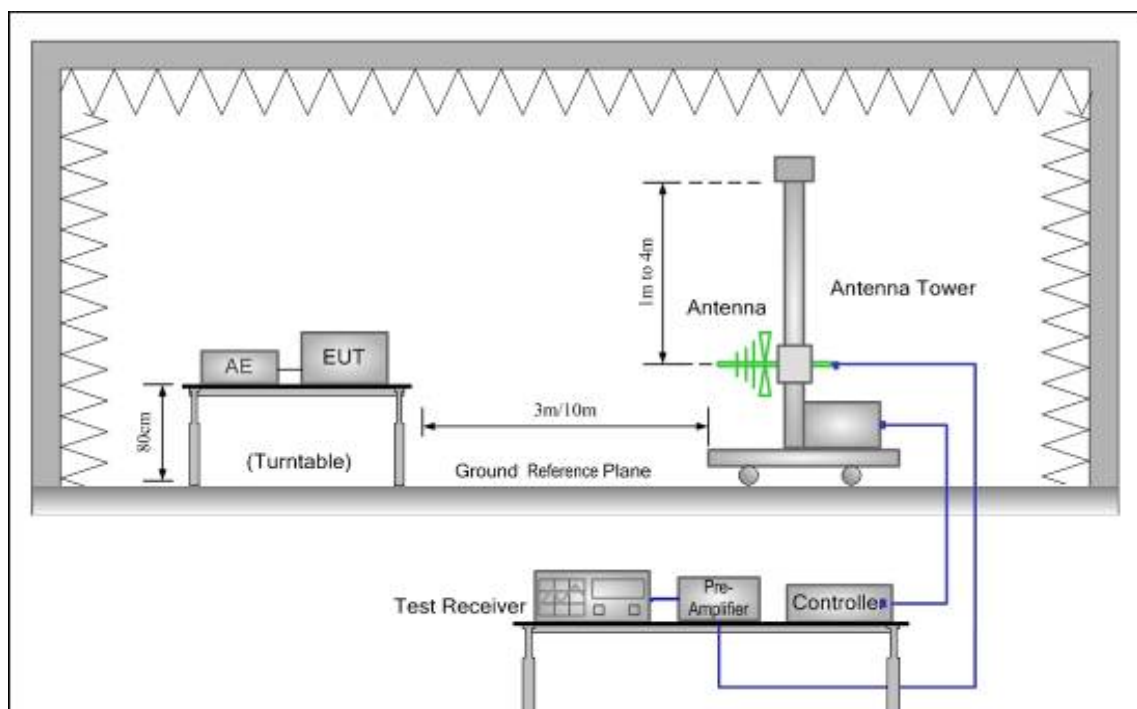 1m to 4m
Antenna
Antenna Tower
AE
EUT
80cm
3m/10m
(Turntable)
Ground Reference Plane
Test Receiver
Pre-
Amplifier
Controller